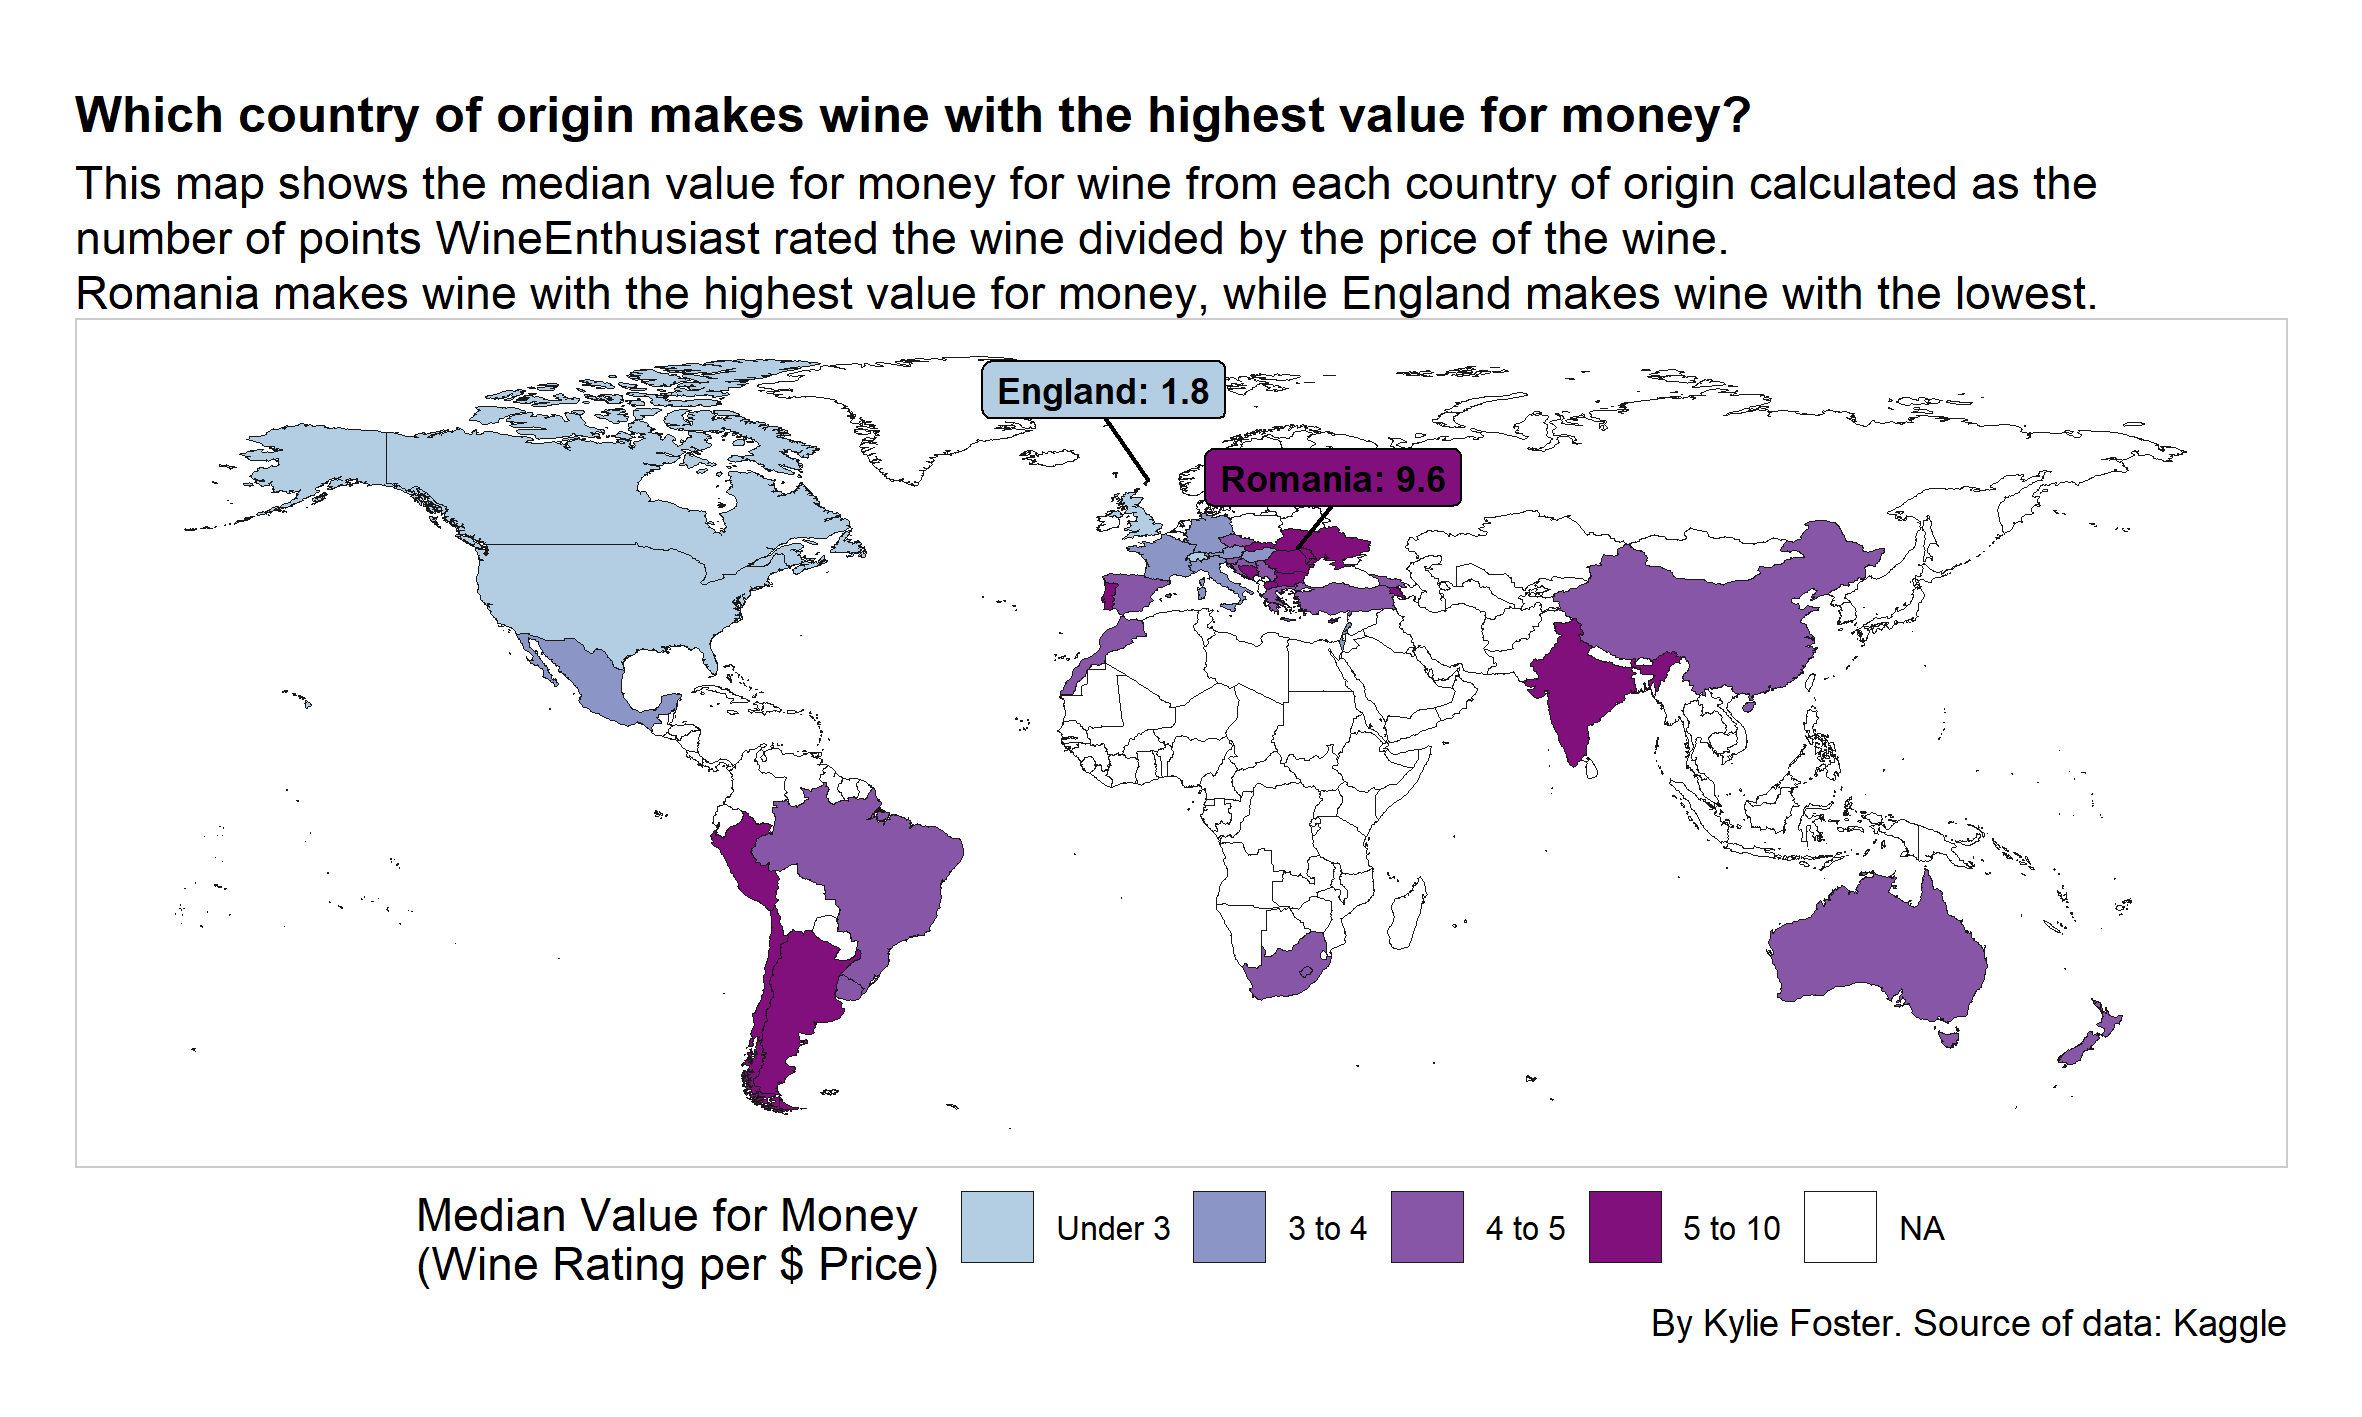 Which country of origin makes wine with the highest value for money?
This map shows the median value for money for wine from each country of origin calculated as the
number of points WineEnthusiast rated the wine divided by the price of the wine.
Romania makes wine with the highest value for money, while England makes wine with the lowest.
England: 1.8
Romania: 9.6
Median Value for Money
(Wine Rating per $ Price)
Under 3
3 to 4
4 to 5
5 to 10
NA
By Kylie Foster. Source of data: Kaggle